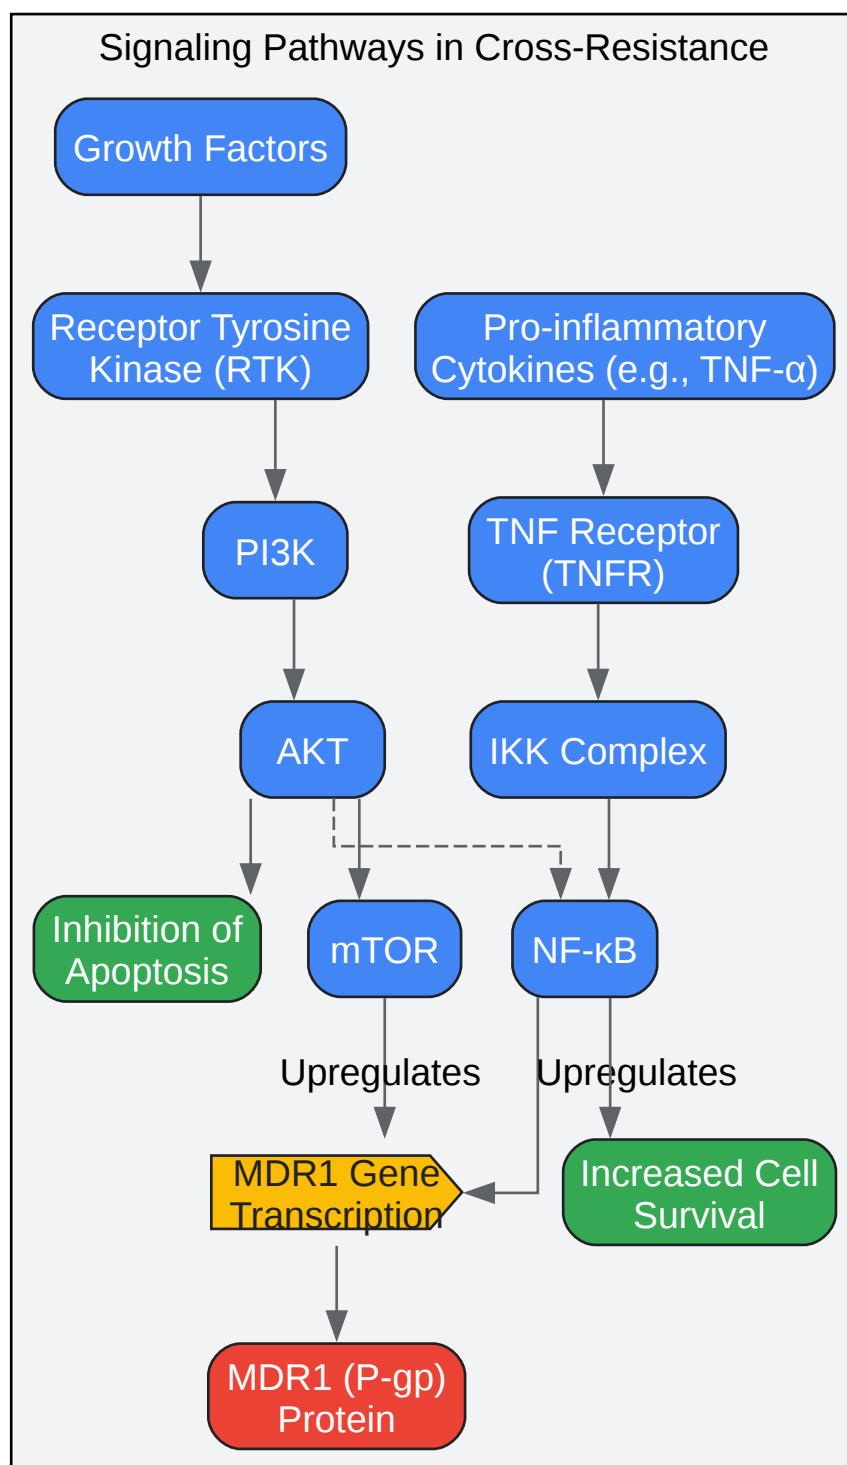 Signaling Pathways in Cross-Resistance
Growth Factors
Receptor Tyrosine
Kinase (RTK)
Pro-inflammatory
Cytokines (e.g., TNF-α)
PI3K
TNF Receptor
(TNFR)
AKT
IKK Complex
Inhibition of
Apoptosis
mTOR
NF-κB
Upregulates
Upregulates
MDR1 Gene
Transcription
Increased Cell
Survival
MDR1 (P-gp)
Protein